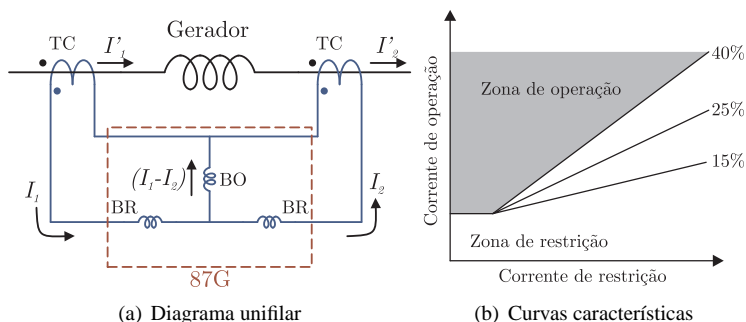 Gerador
TC
I'1
TC
I'2
(I1-I2)
BO
I1
BR
BR
I2
87G
(a) Diagrama unifilar
Corrente de operação
Zona de operação
40%
25%
15%
Zona de restrição
Corrente de restrição
(b) Curvas características